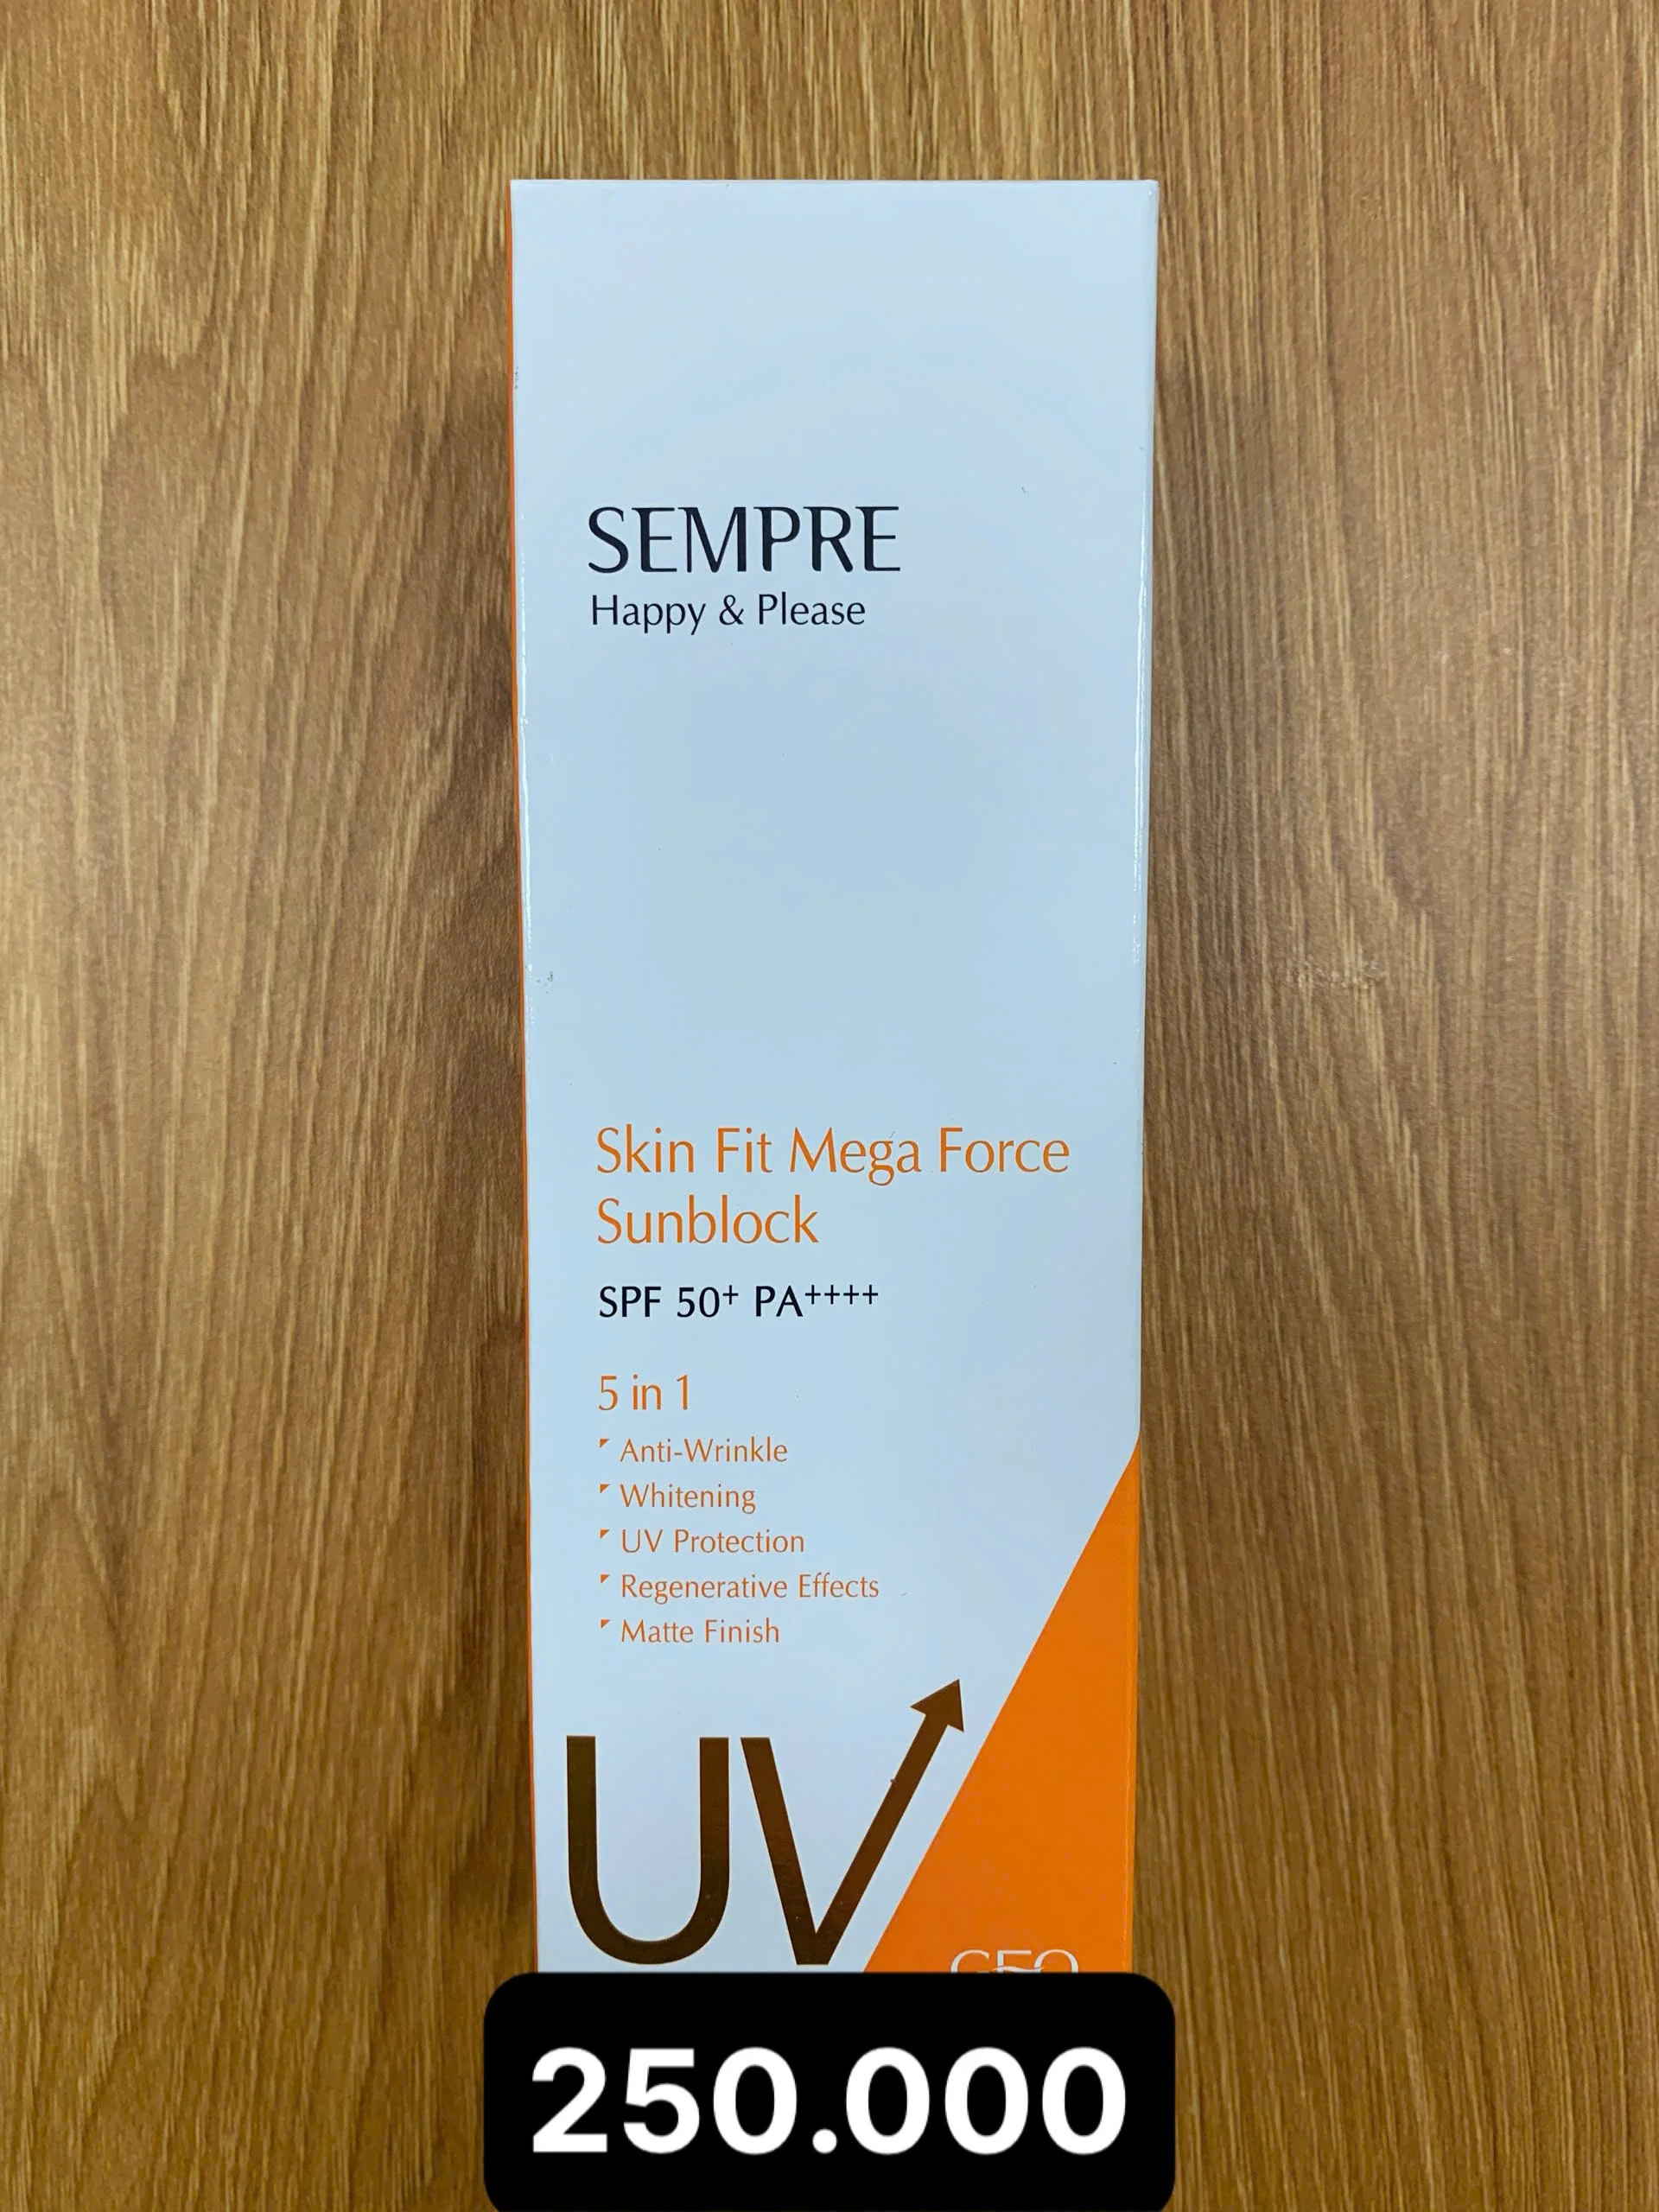 SEMPRE
Happy & Please
Skin Fit Mega Force
Sunblock
SPF 50+ PA++++
5 in 1
Anti-Wrinkle
Whitening
UV Protection
Regenerative Effects
Matte Finish
UV
GEO
250.000